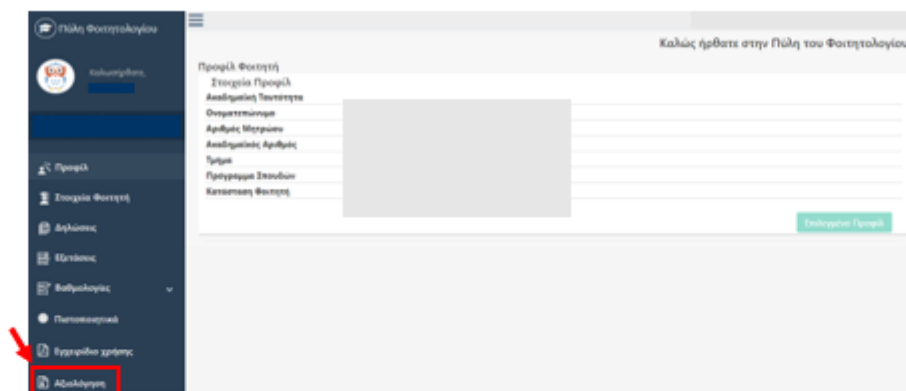 Πύλη Φοιτητολογίου
Καλωσήρθατε,
Προφίλ
Στοιχεία Φοιτητή
Δηλώσεις
Εξετάσεις
Βαθμολογίες
Πιστοποιητικά
Εγχειρίδιο χρήσης
Αξιολόγηση
Καλώς ήρθατε στην Πύλη του Φοιτητολογίου
Προφίλ Φοιτητή
Στοιχεία Προφίλ
Ακαδημαϊκή Ταυτότητα
Ονοματεπώνυμο
Αριθμός Μητρώου
Ακαδημαϊκός Αριθμός
Τμήμα
Πρόγραμμα Σπουδών
Κατάσταση Φοιτητή
Επιλεγμένο Προφίλ